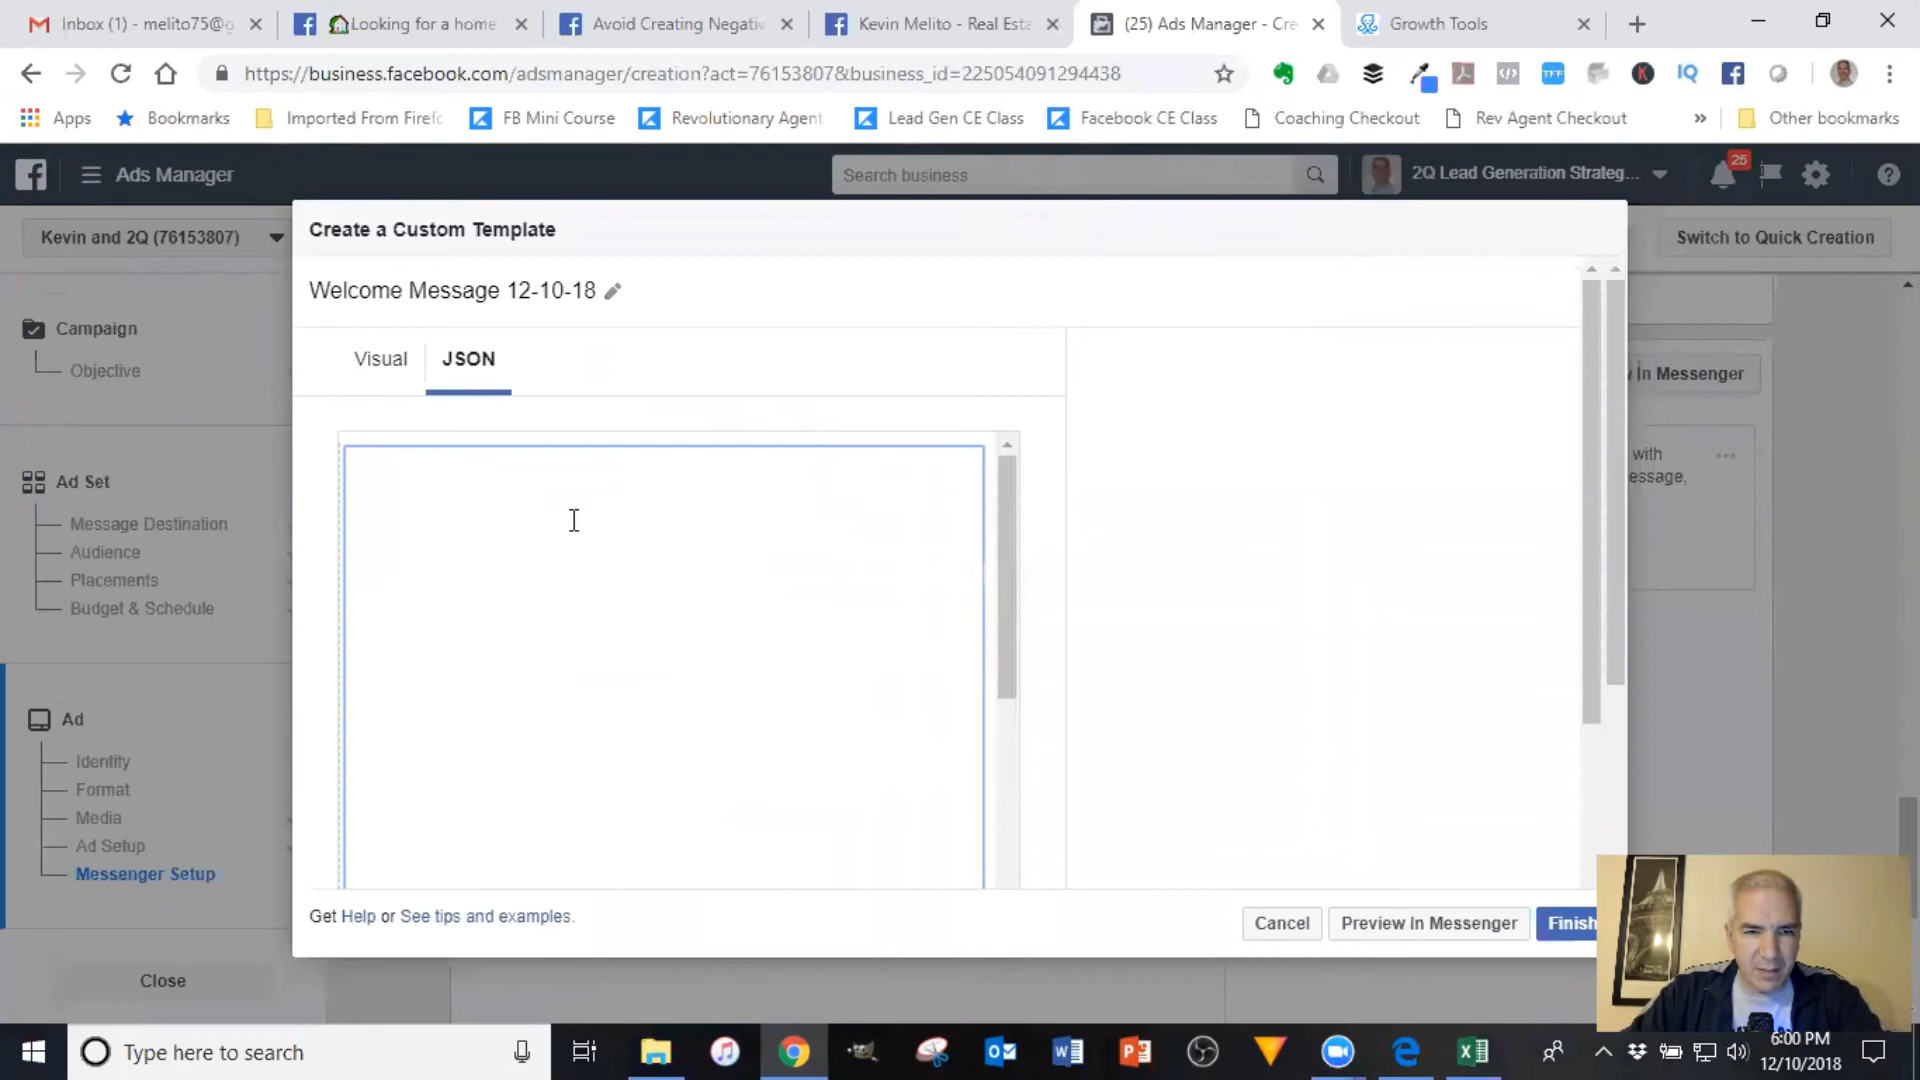 Inbox (1) - melito75@g
Looking for a home
Avoid Creating Negativ
Kevin Melito - Real Esta
(25) Ads Manager - Cre
Growth Tools
https://business.facebook.com/adsmanager/creation?act=76153807&business_id=225054091294438
Apps
Bookmarks
Imported From Firefo
FB Mini Course
Revolutionary Agent
Lead Gen CE Class
Facebook CE Class
Coaching Checkout
Rev Agent Checkout
Other bookmarks
Ads Manager
Search business
2Q Lead Generation Strateg...
25
Kevin and 2Q (76153807)
Switch to Quick Creation
Create a Custom Template
Welcome Message 12-10-18
Visual
JSON
Campaign
Objective
In Messenger
with
essage,
Ad Set
Message Destination
Audience
Placements
Budget & Schedule
Ad
Identity
Format
Media
Ad Setup
Messenger Setup
Get Help or See tips and examples.
Cancel
Preview In Messenger
Finish
Close
Type here to search
6:00 PM
12/10/2018